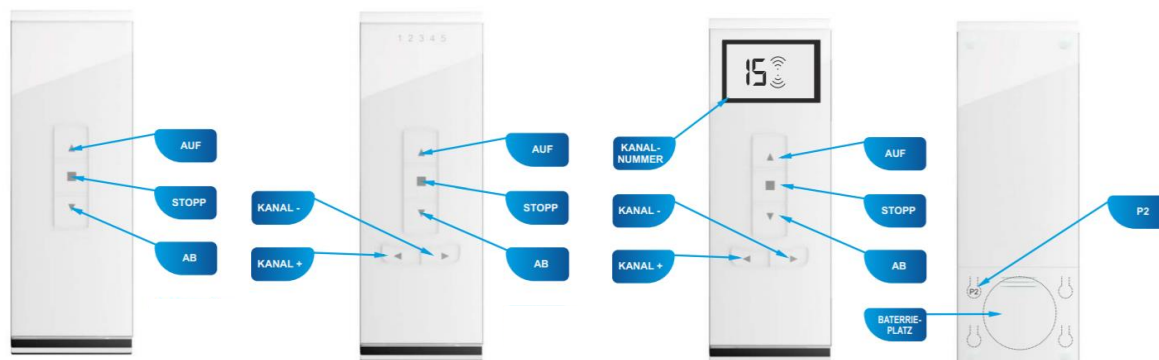 AUF
STOPP
AB
1 2 3 4 5
AUF
STOPP
AB
KANAL -
KANAL +
15
KANAL-
NUMMER
AUF
STOPP
AB
KANAL -
KANAL +
P2
P2
BATERRIE-
PLATZ